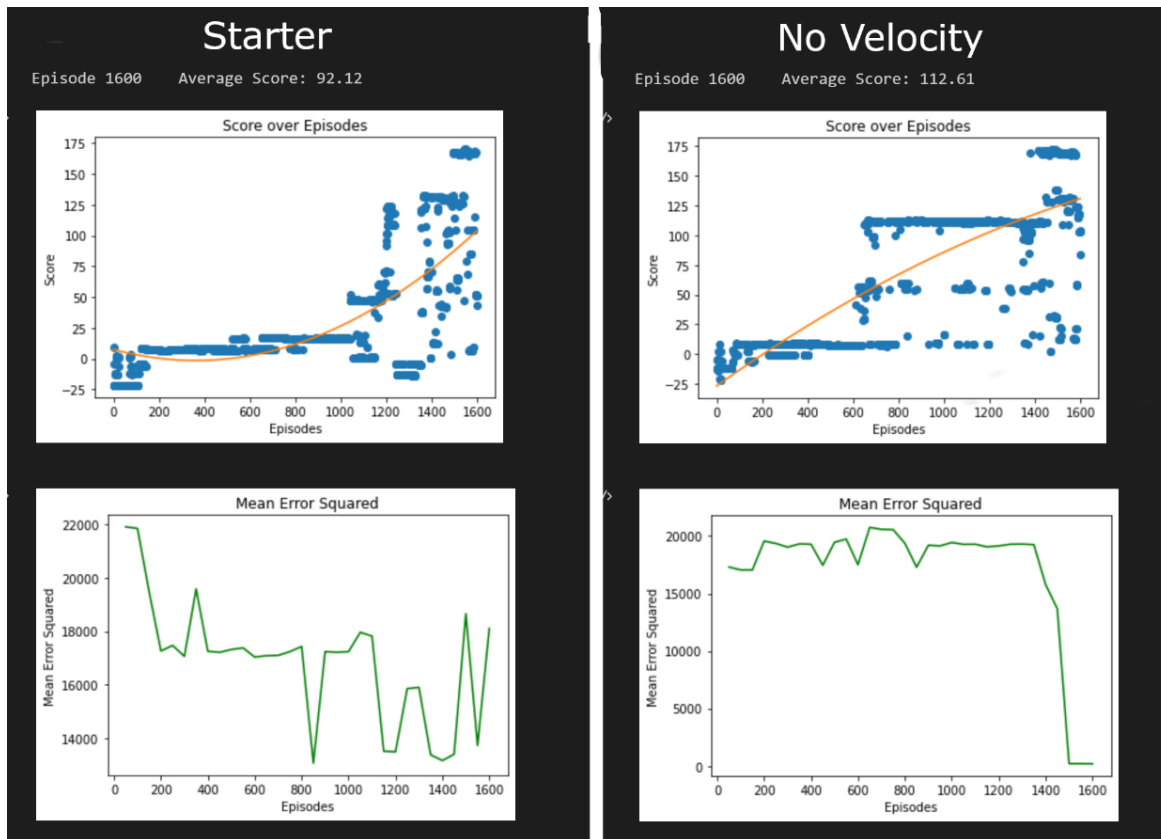 Starter
Episode 1600    Average Score: 92.12
Score over Episodes
175
150
125
100
75
50
25
0
−25
Score
0 200 400 600 800 1000 1200 1400 1600
Episodes
Mean Error Squared
22000
20000
18000
16000
14000
Mean Error Squared
0 200 400 600 800 1000 1200 1400 1600
Episodes
No Velocity
Episode 1600    Average Score: 112.61
/>
Score over Episodes
175
150
125
100
75
50
25
0
−25
Score
0 200 400 600 800 1000 1200 1400 1600
Episodes
/>
Mean Error Squared
20000
15000
10000
5000
0
Mean Error Squared
0 200 400 600 800 1000 1200 1400 1600
Episodes